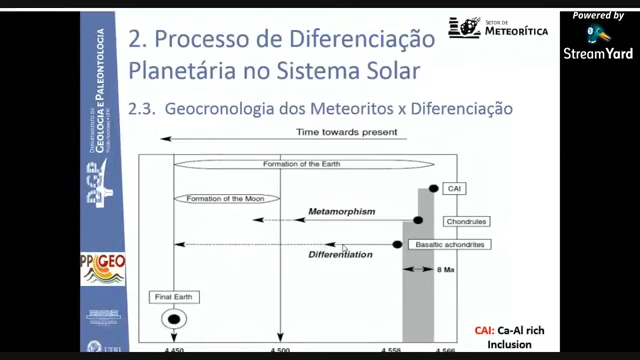 Powered by
StreamYard
SETOR DE
METEORÍTICA
2. Processo de Diferenciação
Planetária no Sistema Solar
2.3. Geocronologia dos Meteoritos x Diferenciação
DEPARTAMENTO DE
GEOLOGIA E PALEONTOLOGIA
DGP
PPGEO
Time towards present
Formation of the Earth
CAI
Formation of the Moon
Metamorphism
Chondrules
Basaltic achondrites
Differentiation
8 Ma
Final Earth
CAI: Ca-Al rich
Inclusion
4.450
4.500
4.558
4.566